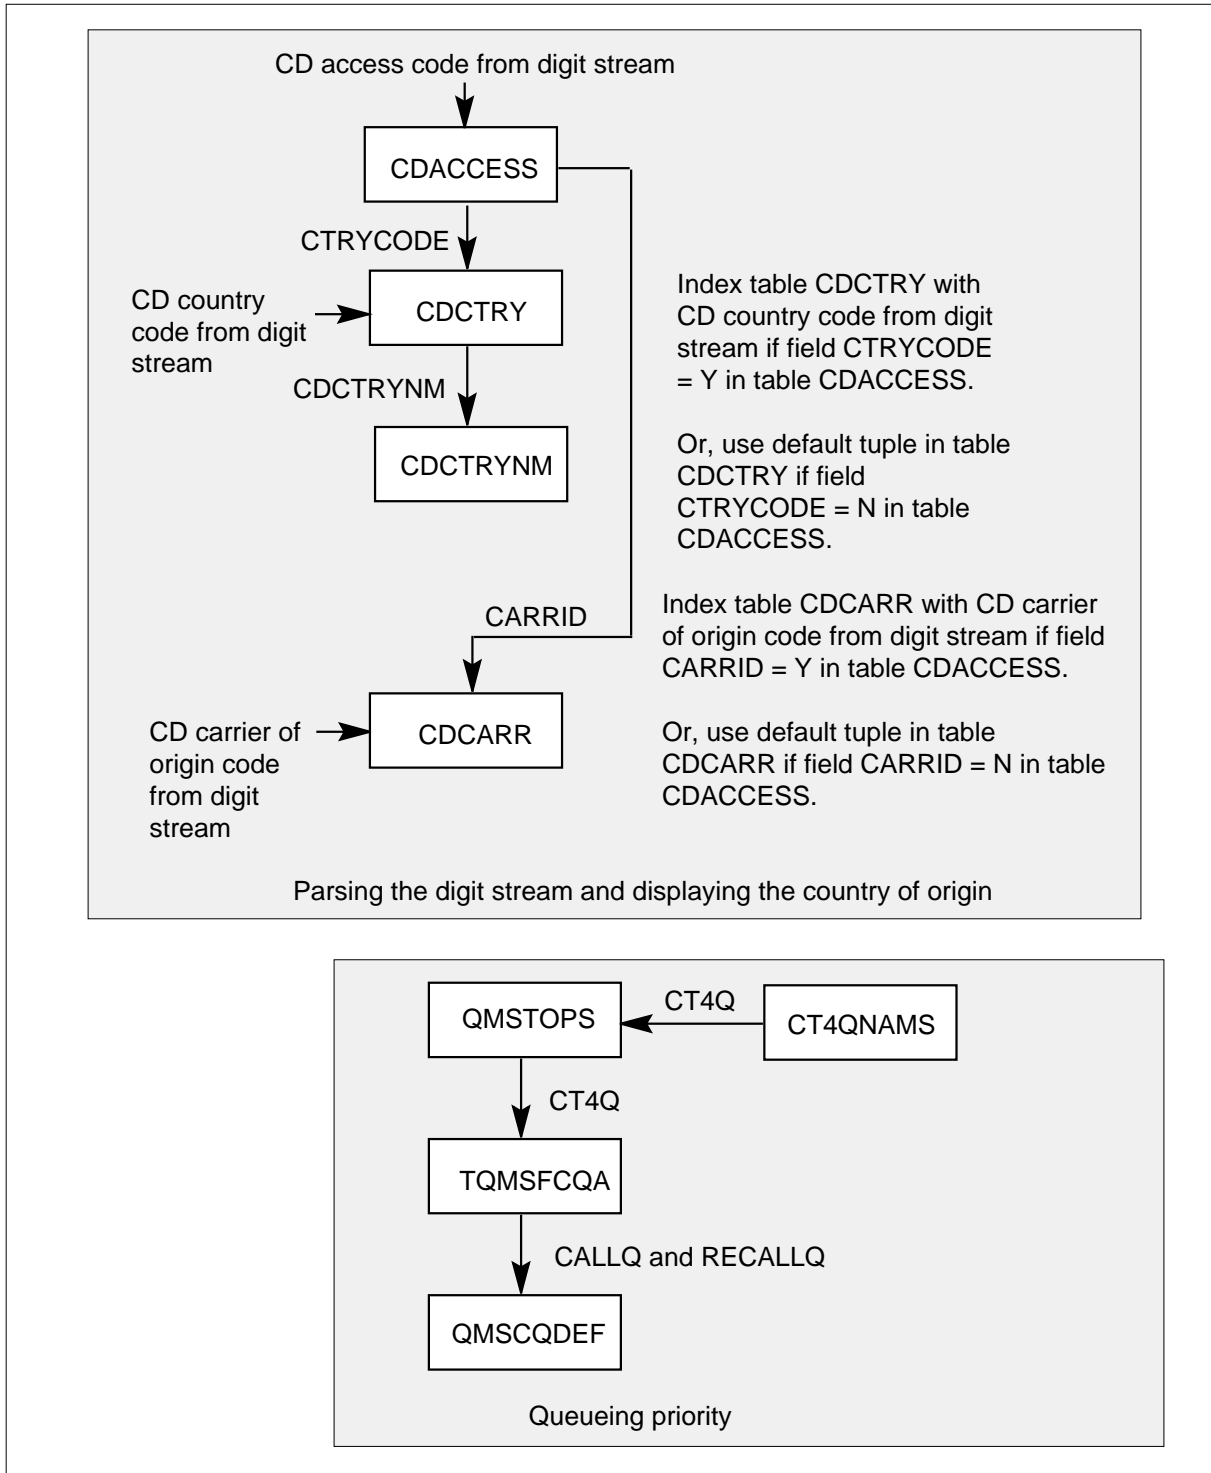 CD access code from digit stream
CDACCESS
CTRYCODE
CD country
code from digit
stream
CDCTRY
CDCTRYNM
CDCTRYNM
Index table CDCTRY with
CD country code from digit
stream if field CTRYCODE
= Y in table CDACCESS.
Or, use default tuple in table
CDCTRY if field
CTRYCODE = N in table
CDACCESS.
CARRID
Index table CDCARR with CD carrier
of origin code from digit stream if field
CARRID = Y in table CDACCESS.
CD carrier of
origin code
from digit
stream
CDCARR
Or, use default tuple in table
CDCARR if field CARRID = N in table
CDACCESS.
Parsing the digit stream and displaying the country of origin
QMSTOPS
CT4Q
CT4QNAMS
CT4Q
TQMSFCQA
CALLQ and RECALLQ
QMSCQDEF
Queueing priority